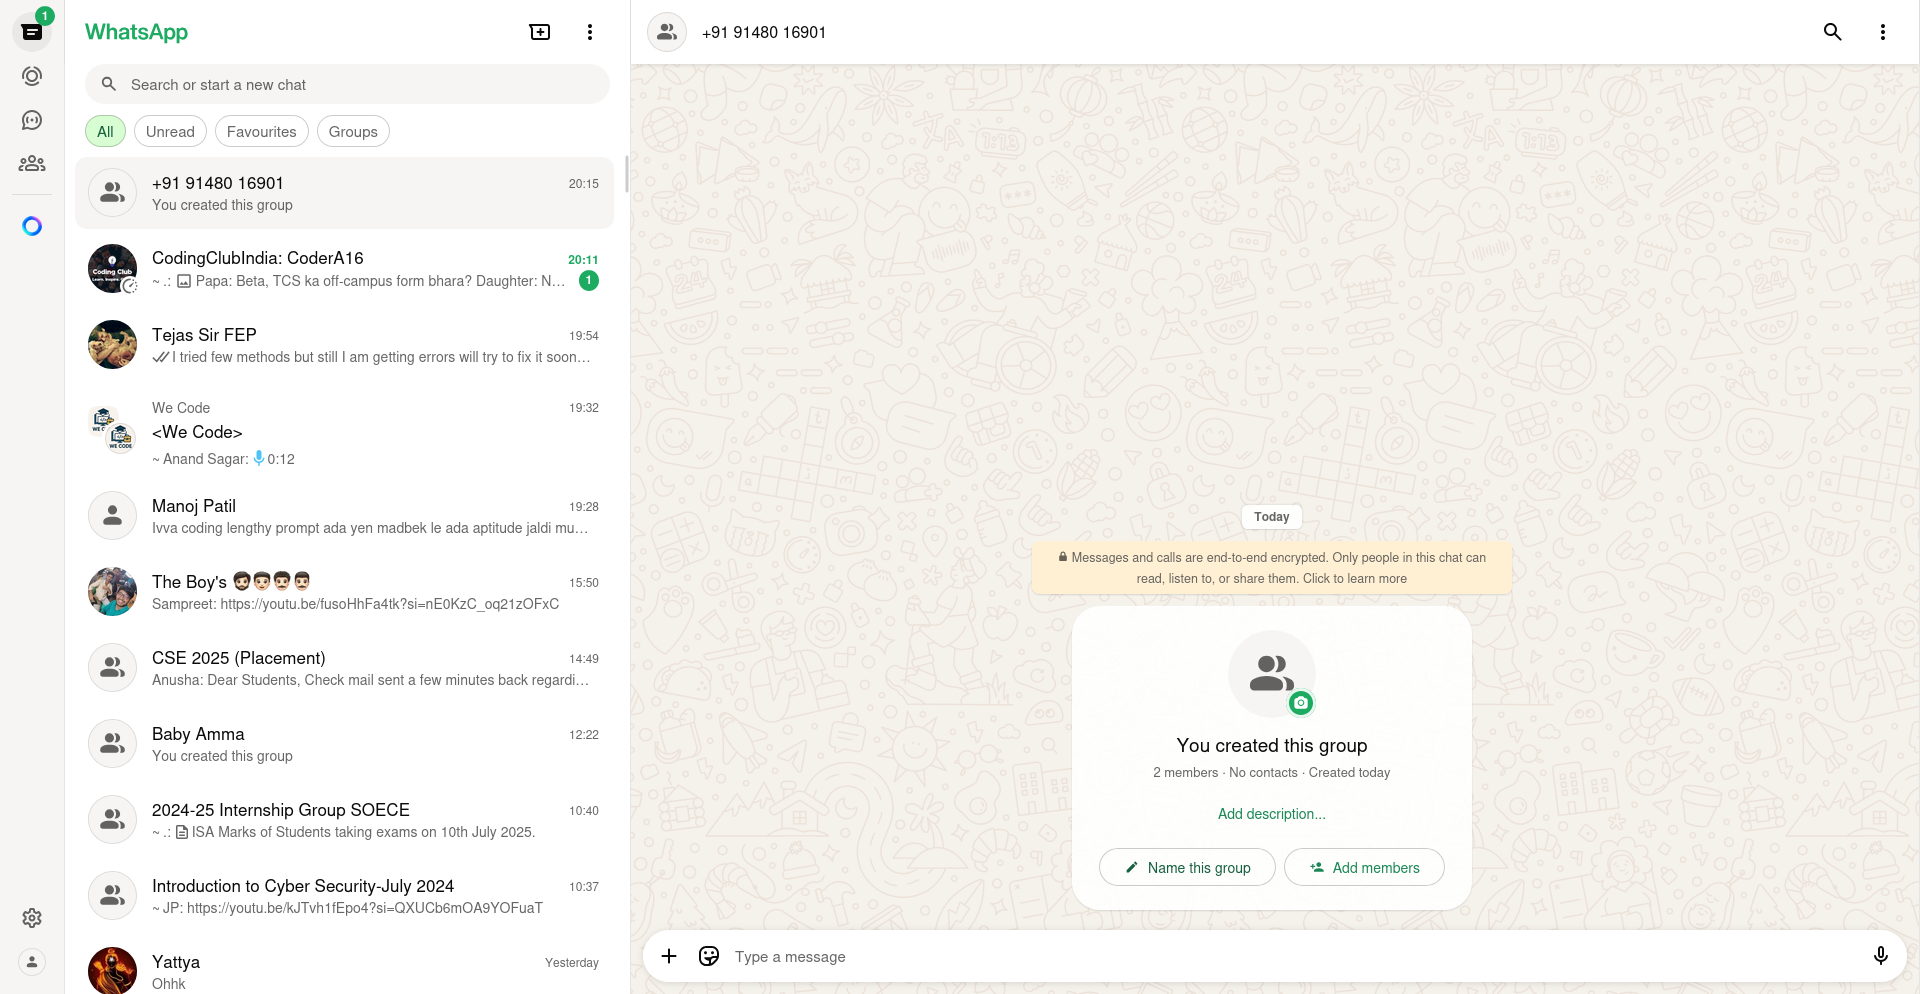 1
WhatsApp
Search or start a new chat
All
Unread
Favourites
Groups
+91 91480 16901
20:15
You created this group
CodingClubIndia: CoderA16
20:11
~ .: Papa: Beta, TCS ka off-campus form bhara? Daughter: N...
1
Coding Club
Tejas Sir FEP
19:54
I tried few methods but still I am getting errors will try to fix it soon...
We Code
19:32
<We Code>
~ Anand Sagar: 0:12
WE CODE
Manoj Patil
19:28
Ivva coding lengthy prompt ada yen madbek le ada aptitude jaldi mu...
The Boy's 🧔🏻👦🏻👨🏻👨🏻
15:50
Sampreet: https://youtu.be/fusoHhFa4tk?si=nE0KzC_oq21zOFxC
CSE 2025 (Placement)
14:49
Anusha: Dear Students, Check mail sent a few minutes back regardi...
Baby Amma
12:22
You created this group
2024-25 Internship Group SOECE
10:40
~ .: ISA Marks of Students taking exams on 10th July 2025.
Introduction to Cyber Security-July 2024
10:37
~ JP: https://youtu.be/kJTvh1fEpo4?si=QXUCb6mOA9YOFuaT
Yattya
Yesterday
Ohhk
+91 91480 16901
Today
Messages and calls are end-to-end encrypted. Only people in this chat can
read, listen to, or share them. Click to learn more
You created this group
2 members · No contacts · Created today
Add description...
Name this group
Add members
Type a message